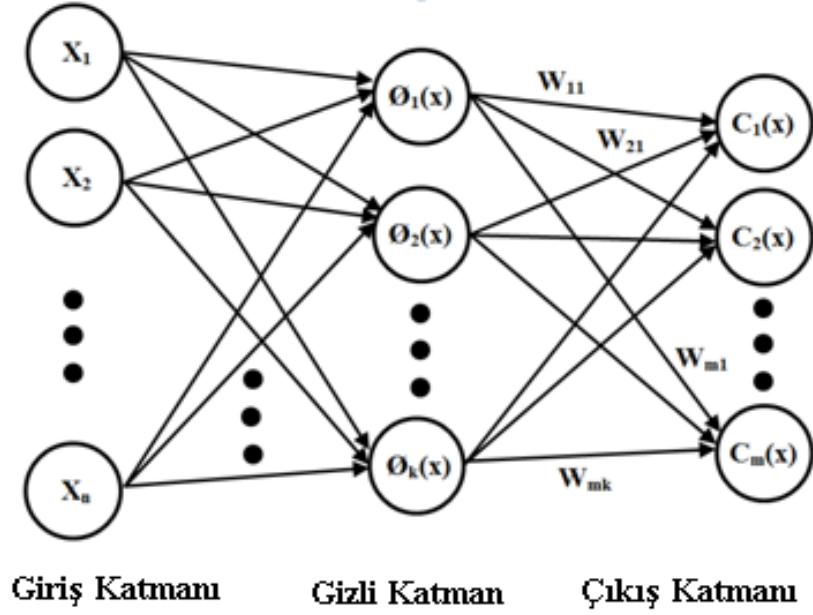 X₁
X₂
Xₙ
Ø₁(x)
Ø₂(x)
Øₖ(x)
W₁₁
W₂₁
Wₘ₁
Wₘₖ
C₁(x)
C₂(x)
Cₘ(x)
Giriş Katmanı
Gizli Katman
Çıkış Katmanı